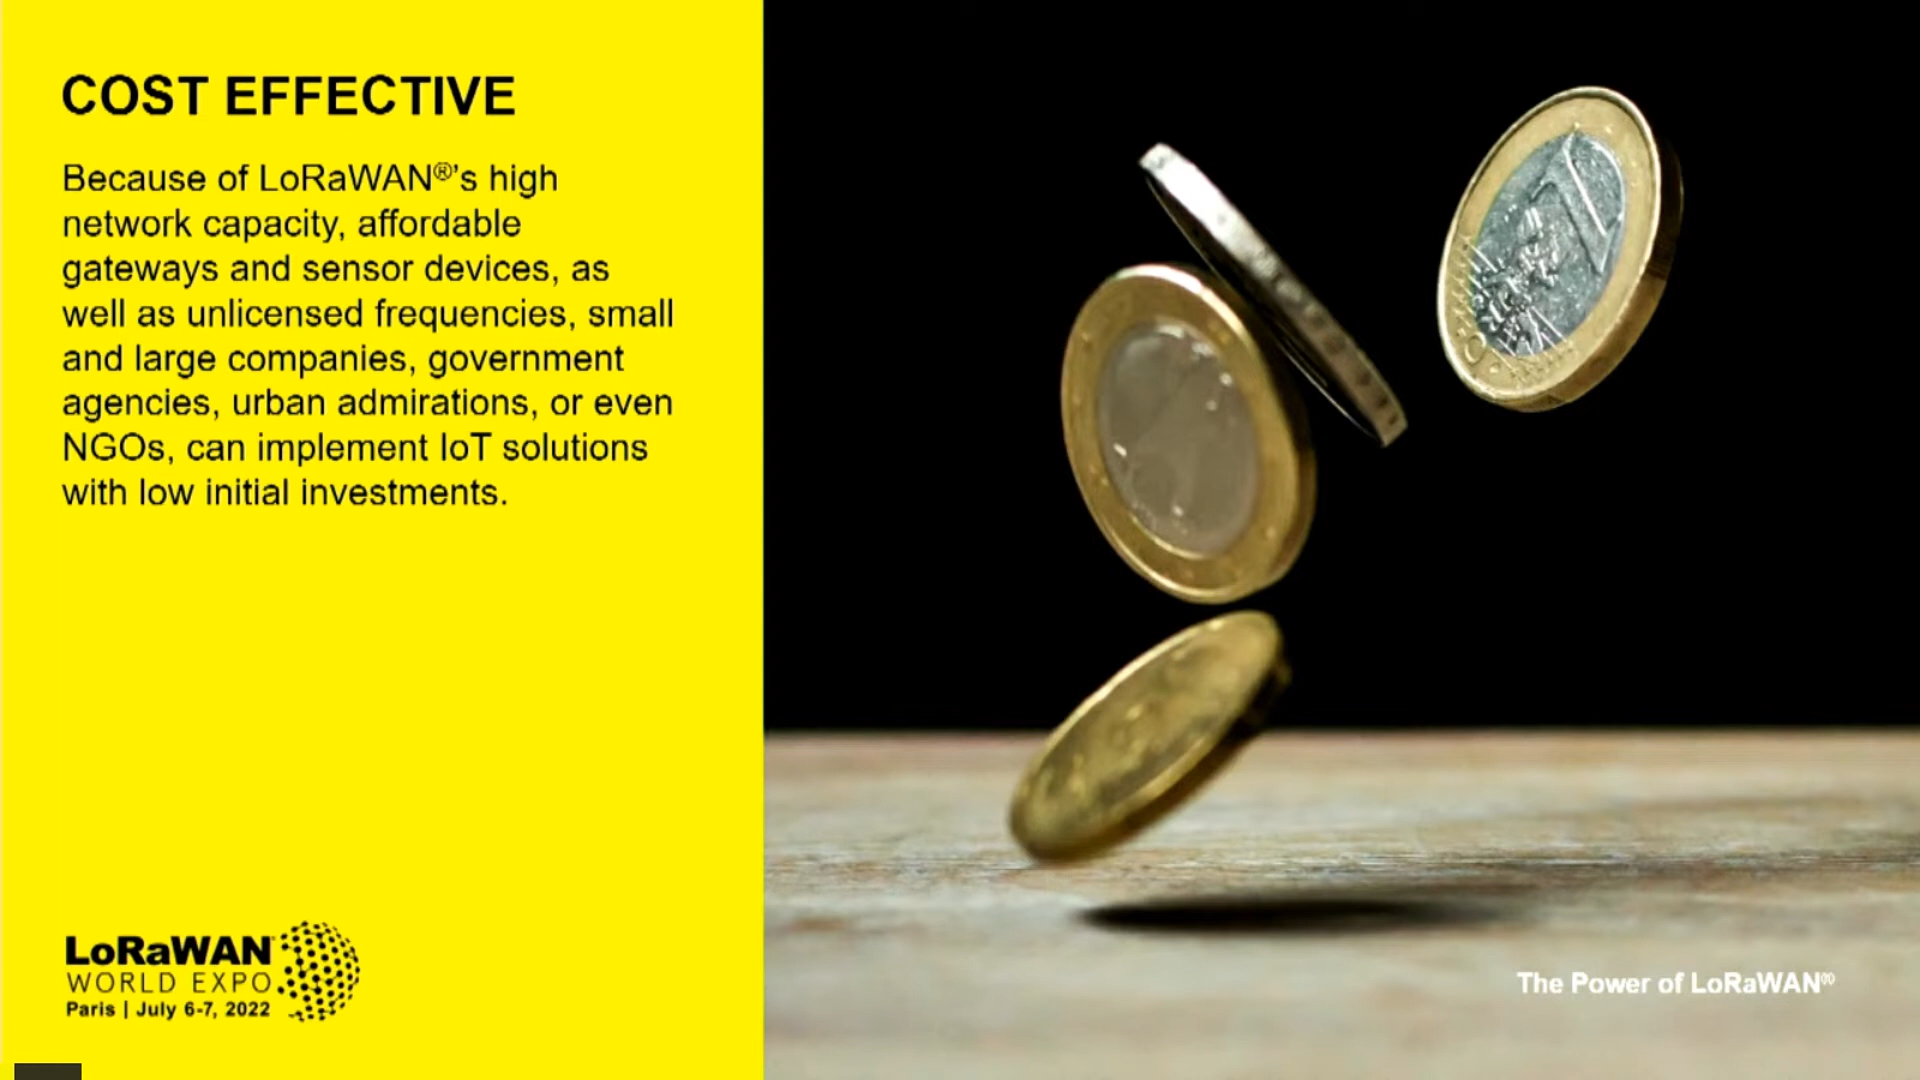 COST EFFECTIVE
Because of LoRaWAN®'s high
network capacity, affordable
gateways and sensor devices, as
well as unlicensed frequencies, small
and large companies, government
agencies, urban admirations, or even
NGOs, can implement IoT solutions
with low initial investments.
LoRaWAN
WORLD EXPO
Paris | July 6-7, 2022
The Power of LoRaWAN®
1